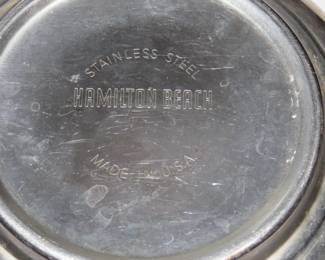 STAINLESS STEEL
HAMILTON BEACH
MADE IN U.S.A.